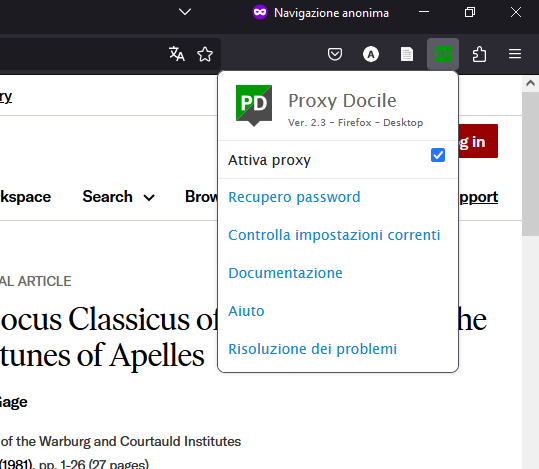 Navigazione anonima
A
PD
Proxy Docile
Ver. 2.3 – Firefox – Desktop
Attiva proxy
Recupero password
Controlla impostazioni correnti
Documentazione
Aiuto
Risoluzione dei problemi
ry
g in
kspace Search Brow pport
AL ARTICLE
ocus Classicus of he
tunes of Apelles
Gage
of the Warburg and Courtauld Institutes
(1981), pp. 1-26 (27 pages)